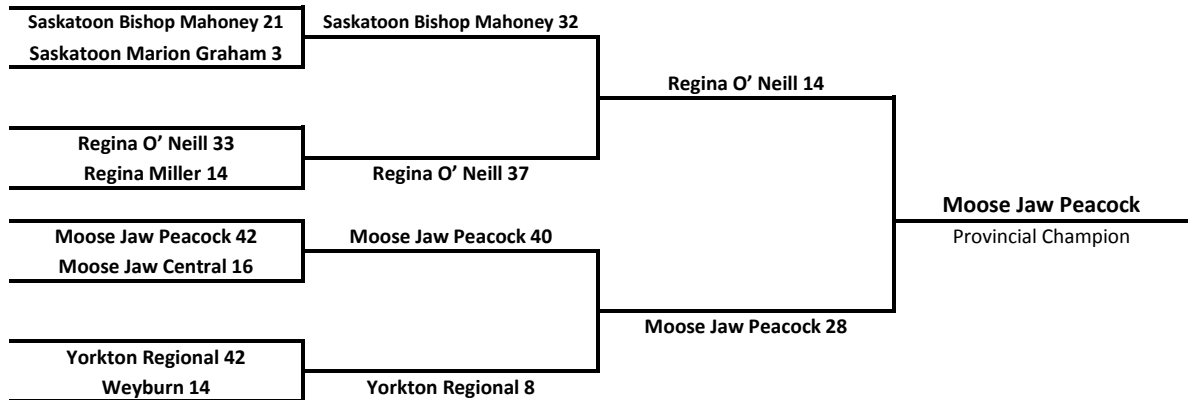 Saskatoon Bishop Mahoney 21
Saskatoon Marion Graham 3
Regina O’ Neill 33
Regina Miller 14
Moose Jaw Peacock 42
Moose Jaw Central 16
Yorkton Regional 42
Weyburn 14
Saskatoon Bishop Mahoney 32
Regina O’ Neill 37
Moose Jaw Peacock 40
Yorkton Regional 8
Regina O’ Neill 14
Moose Jaw Peacock 28
Moose Jaw Peacock
Provincial Champion